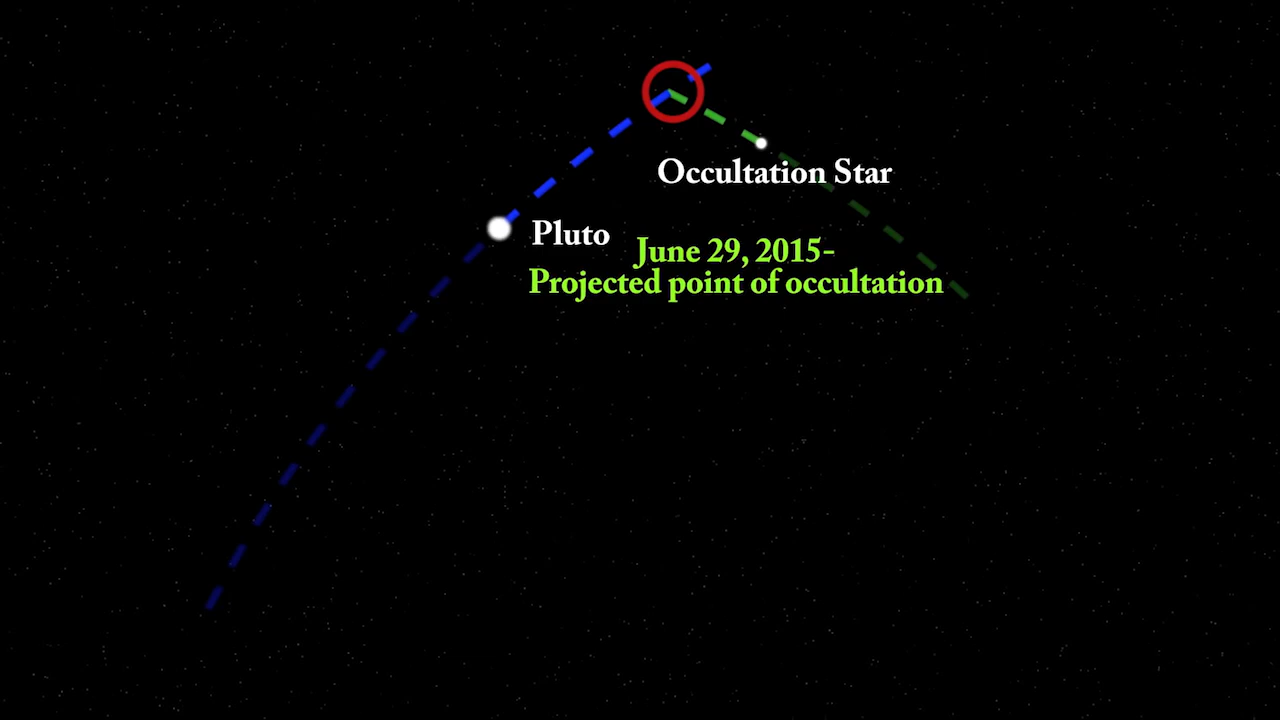 Occultation Star
Pluto
June 29, 2015-
Projected point of occultation